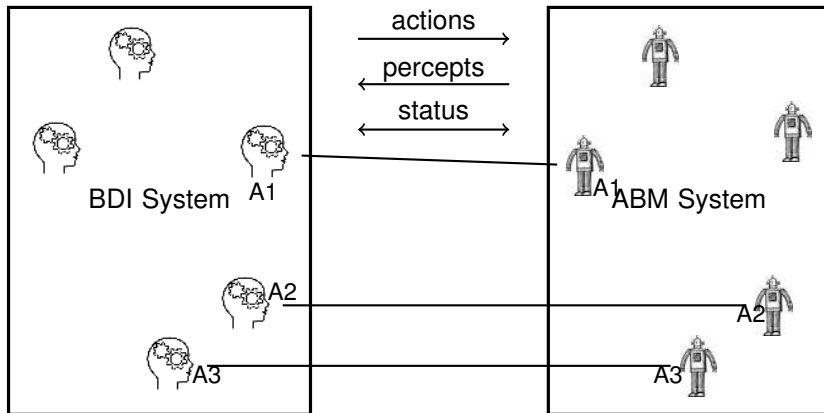 actions
percepts
status
A1
BDI System
A1
ABM System
A2
A2
A3
A3